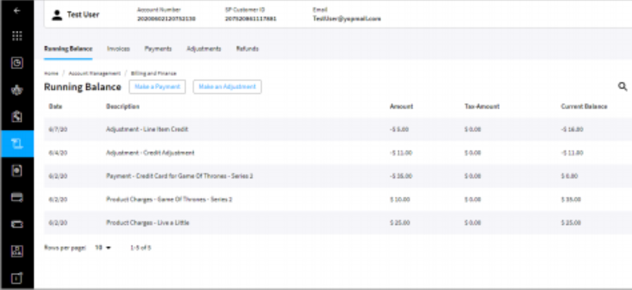 Test User
Account Number
SP Customer ID
Email
TestUser@yopmail.com
Running Balance Invoices Payments Adjustments Refunds
Home / Account Management / Billing and Finance
Running Balance Make a Payment Make an Adjustment
Date Description Amount Tax-Amount Current Balance
6/7/20 Adjustment - Line Item Credit -$ 5.00 $ 0.00 -$ 16.00
6/4/20 Adjustment - Credit Adjustment -$ 11.00 $ 0.00 -$ 11.00
6/2/20 Payment - Credit Card for Game Of Thrones - Series 2 -$ 35.00 $ 0.00 $ 0.00
6/2/20 Product Charges - Game Of Thrones - Series 2 $ 10.00 $ 0.00 $ 35.00
6/2/20 Product Charges - Live a Little $ 25.00 $ 0.00 $ 25.00
Rows per page: 10 1-5 of 5